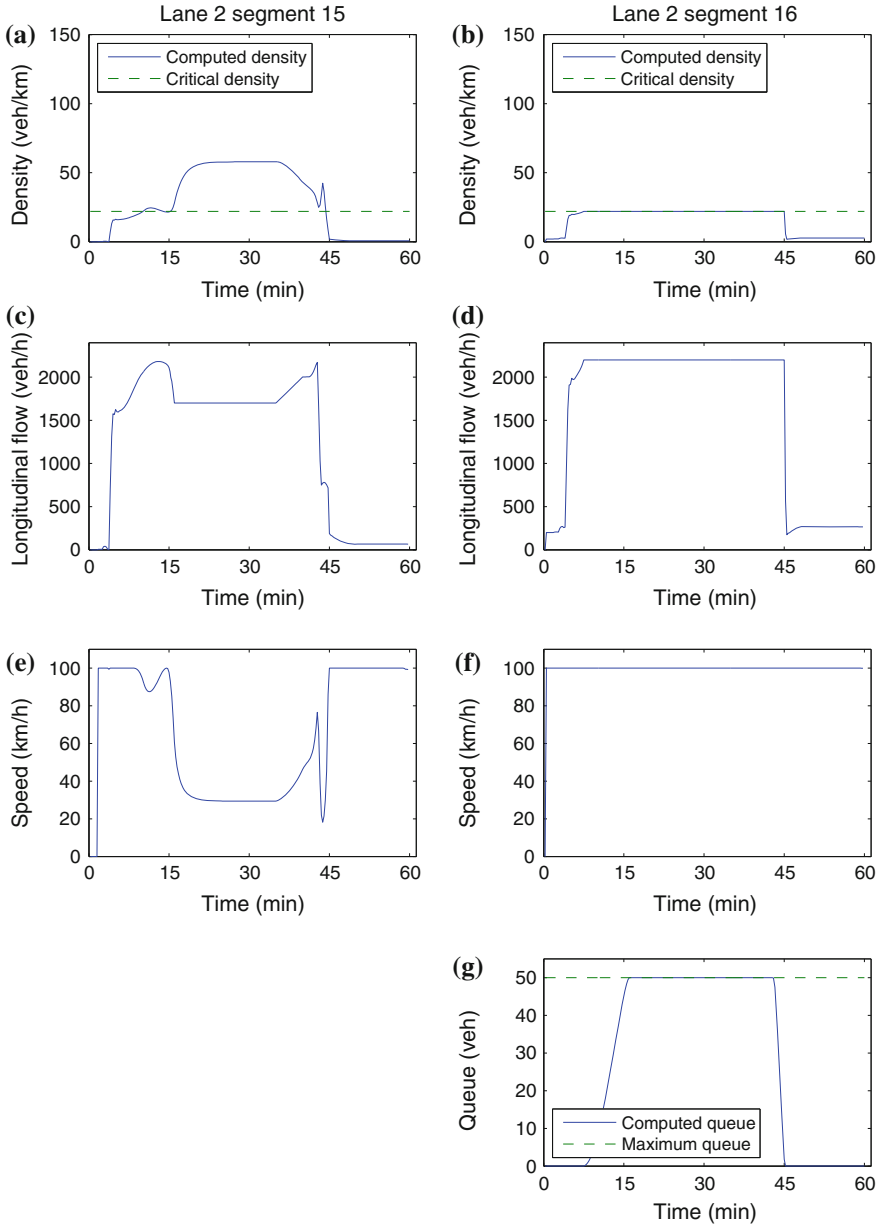 Lane 2 segment 15
(a)
150
100
50
0
Density (veh/km)
Computed density
Critical density
0 15 30 45 60
Time (min)
Lane 2 segment 16
(b)
150
100
50
0
Density (veh/km)
Computed density
Critical density
0 15 30 45 60
Time (min)
(c)
2000
1500
1000
500
0
Longitudinal flow (veh/h)
0 15 30 45 60
Time (min)
(d)
2000
1500
1000
500
0
Longitudinal flow (veh/h)
0 15 30 45 60
Time (min)
(e)
100
80
60
40
20
0
Speed (km/h)
0 15 30 45 60
Time (min)
(f)
100
80
60
40
20
0
Speed (km/h)
0 15 30 45 60
Time (min)
(g)
50
40
30
20
10
0
Queue (veh)
Computed queue
Maximum queue
0 15 30 45 60
Time (min)